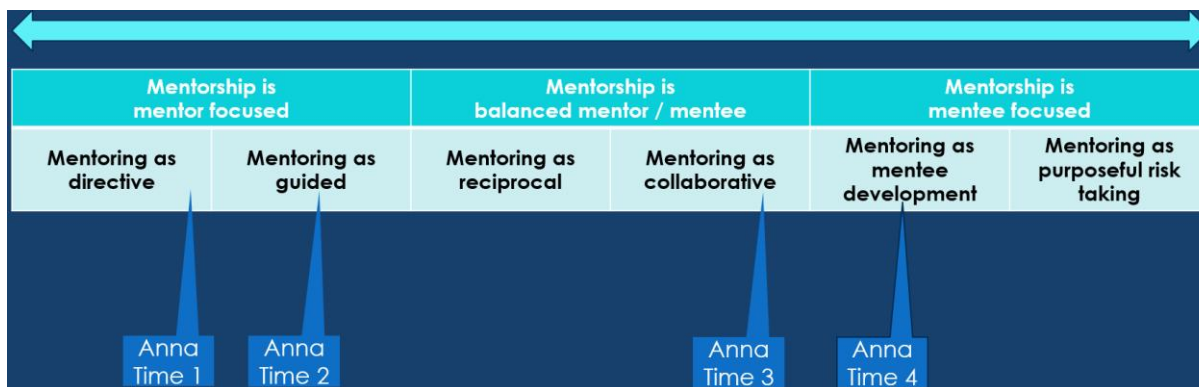 Mentorship is
mentor focused
Mentorship is
balanced mentor / mentee
Mentorship is
mentee focused
Mentoring as
directive
Mentoring as
guided
Mentoring as
reciprocal
Mentoring as
collaborative
Mentoring as
mentee
development
Mentoring as
purposeful risk
taking
Anna
Time 1
Anna
Time 2
Anna
Time 3
Anna
Time 4